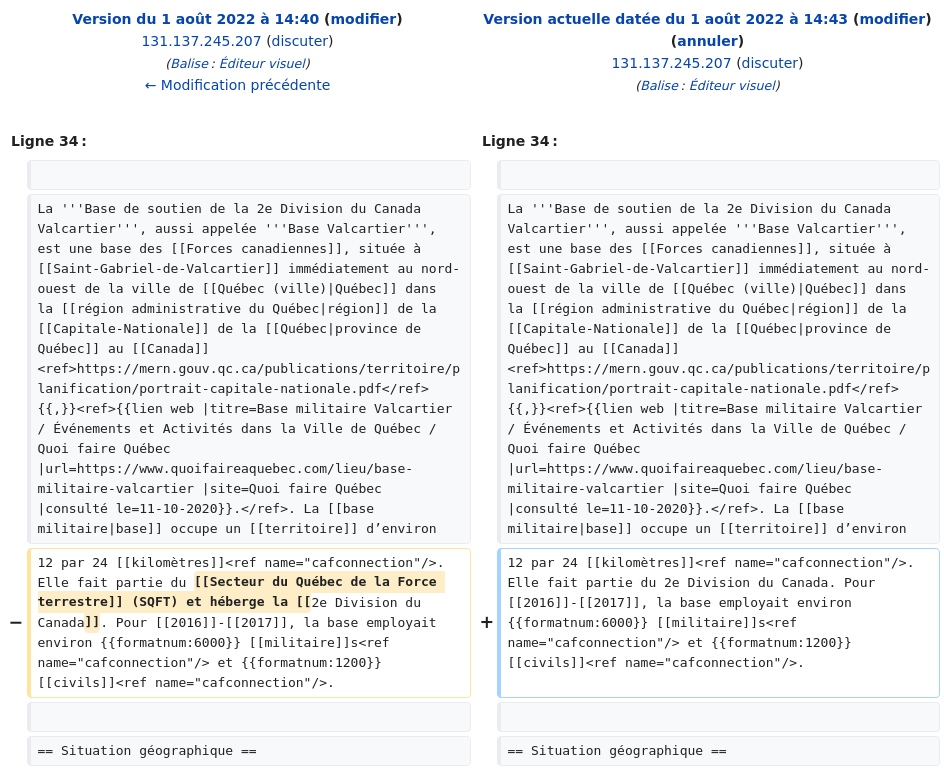 Version du 1 août 2022 à 14:40 (modifier)
131.137.245.207 (discuter)
(Balise : Éditeur visuel)
← Modification précédente
Ligne 34 :
La '''Base de soutien de la 2e Division du Canada
Valcartier''', aussi appelée '''Base Valcartier''',
est une base des [[Forces canadiennes]], située à
[[Saint-Gabriel-de-Valcartier]] immédiatement au nord-
ouest de la ville de [[Québec (ville)|Québec]] dans
la [[région administrative du Québec|région]] de la
[[Capitale-Nationale]] de la [[Québec|province de
Québec]] au [[Canada]]
<ref>https://mern.gouv.qc.ca/publications/territoire/p
lanification/portrait-capitale-nationale.pdf</ref>
{{,}}<ref>{{lien web |titre=Base militaire Valcartier
/ Événements et Activités dans la Ville de Québec /
Quoi faire Québec
|url=https://www.quoifaireaquebec.com/lieu/base-
militaire-valcartier |site=Quoi faire Québec
|consulté le=11-10-2020}}.</ref>. La [[base
militaire|base]] occupe un [[territoire]] d’environ
− 12 par 24 [[kilomètres]]<ref name="cafconnection"/>.
Elle fait partie du [[Secteur du Québec de la Force
terrestre]] (SQFT) et héberge la [[2e Division du
Canada]]. Pour [[2016]]-[[2017]], la base employait
environ {{formatnum:6000}} [[militaire]]s<ref
name="cafconnection"/> et {{formatnum:1200}}
[[civils]]<ref name="cafconnection"/>.
== Situation géographique ==
Version actuelle datée du 1 août 2022 à 14:43 (modifier)
(annuler)
131.137.245.207 (discuter)
(Balise : Éditeur visuel)
Ligne 34 :
La '''Base de soutien de la 2e Division du Canada
Valcartier''', aussi appelée '''Base Valcartier''',
est une base des [[Forces canadiennes]], située à
[[Saint-Gabriel-de-Valcartier]] immédiatement au nord-
ouest de la ville de [[Québec (ville)|Québec]] dans
la [[région administrative du Québec|région]] de la
[[Capitale-Nationale]] de la [[Québec|province de
Québec]] au [[Canada]]
<ref>https://mern.gouv.qc.ca/publications/territoire/p
lanification/portrait-capitale-nationale.pdf</ref>
{{,}}<ref>{{lien web |titre=Base militaire Valcartier
/ Événements et Activités dans la Ville de Québec /
Quoi faire Québec
|url=https://www.quoifaireaquebec.com/lieu/base-
militaire-valcartier |site=Quoi faire Québec
|consulté le=11-10-2020}}.</ref>. La [[base
militaire|base]] occupe un [[territoire]] d’environ
+ 12 par 24 [[kilomètres]]<ref name="cafconnection"/>.
Elle fait partie du 2e Division du Canada. Pour
[[2016]]-[[2017]], la base employait environ
{{formatnum:6000}} [[militaire]]s<ref
name="cafconnection"/> et {{formatnum:1200}}
[[civils]]<ref name="cafconnection"/>.
== Situation géographique ==